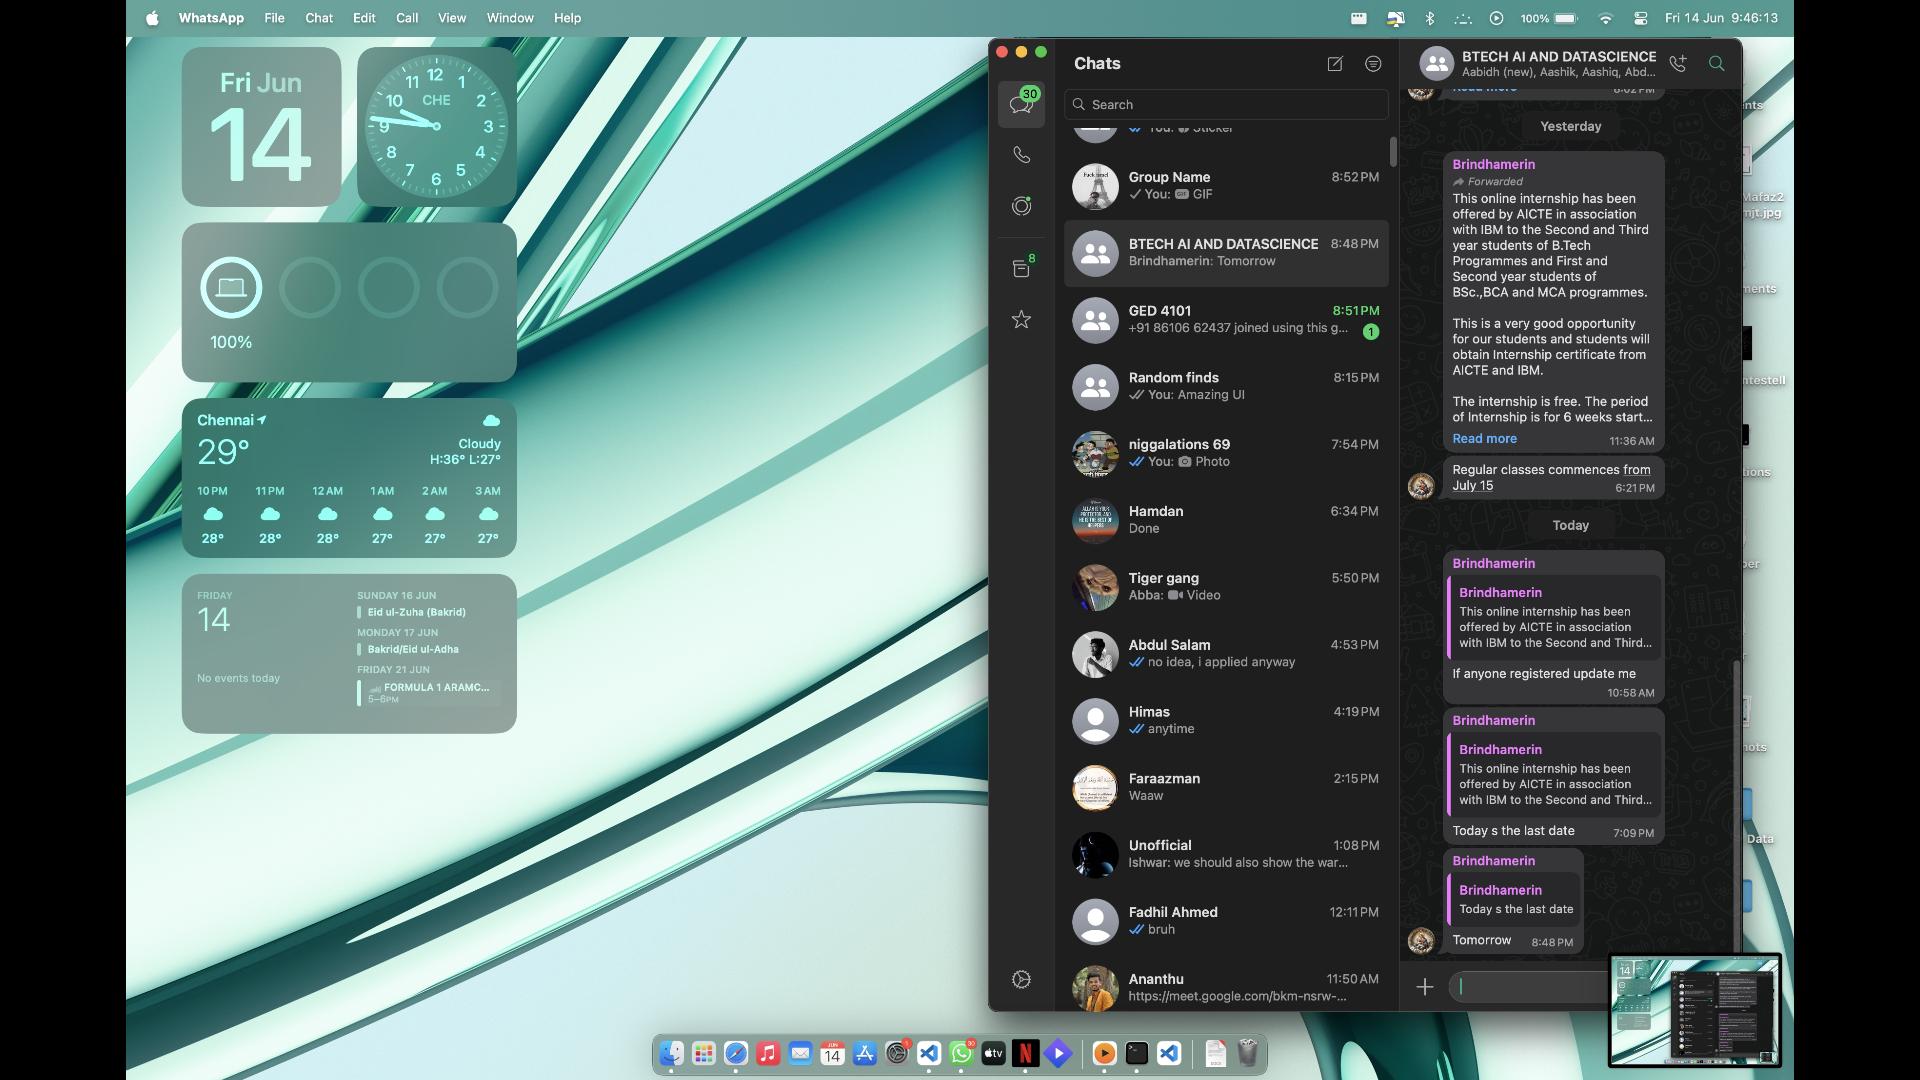 WhatsApp File Chat Edit Call View Window Help
100% Fri 14 Jun 9:46:13
Fri Jun
14
12 1 2 3 4 5 6 7 8 9 10 11
CHE
100%
Chennai
29°
Cloudy
H:36° L:27°
10 PM 11 PM 12 AM 1 AM 2 AM 3 AM
28° 28° 28° 27° 27° 27°
FRIDAY
14
No events today
SUNDAY 16 JUN
Eid ul-Zuha (Bakrid)
MONDAY 17 JUN
Bakrid/Eid ul-Adha
FRIDAY 21 JUN
FORMULA 1 ARAMC...
5–6PM
30
8
Chats
Search
You: Sticker
Group Name 8:52 PM
You: GIF
BTECH AI AND DATASCIENCE 8:48 PM
Brindhamerin: Tomorrow
GED 4101 8:51 PM
+91 86106 62437 joined using this g... 1
Random finds 8:15 PM
You: Amazing UI
niggalations 69 7:54 PM
You: Photo
Hamdan 6:34 PM
Done
Tiger gang 5:50 PM
Abba: Video
Abdul Salam 4:53 PM
no idea, i applied anyway
Himas 4:19 PM
anytime
Faraazman 2:15 PM
Waaw
Unofficial 1:08 PM
Ishwar: we should also show the war...
Fadhil Ahmed 12:11 PM
bruh
Ananthu 11:50 AM
https://meet.google.com/bkm-nsrw-...
BTECH AI AND DATASCIENCE
Aabidh (new), Aashik, Aashiq, Abd...
Read more 8:02 PM
Yesterday
Brindhamerin
Forwarded
This online internship has been
offered by AICTE in association
with IBM to the Second and Third
year students of B.Tech
Programmes and First and
Second year students of
BSc.,BCA and MCA programmes.
This is a very good opportunity
for our students and students will
obtain Internship certificate from
AICTE and IBM.
The internship is free. The period
of Internship is for 6 weeks start...
Read more 11:36 AM
Regular classes commences from
July 15 6:21 PM
Today
Brindhamerin
Brindhamerin
This online internship has been
offered by AICTE in association
with IBM to the Second and Third...
If anyone registered update me
10:58 AM
Brindhamerin
Brindhamerin
This online internship has been
offered by AICTE in association
with IBM to the Second and Third...
Today s the last date 7:09 PM
Brindhamerin
Brindhamerin
Today s the last date
Tomorrow 8:48 PM
Mafaz2
Data
JUN
14
tv
30